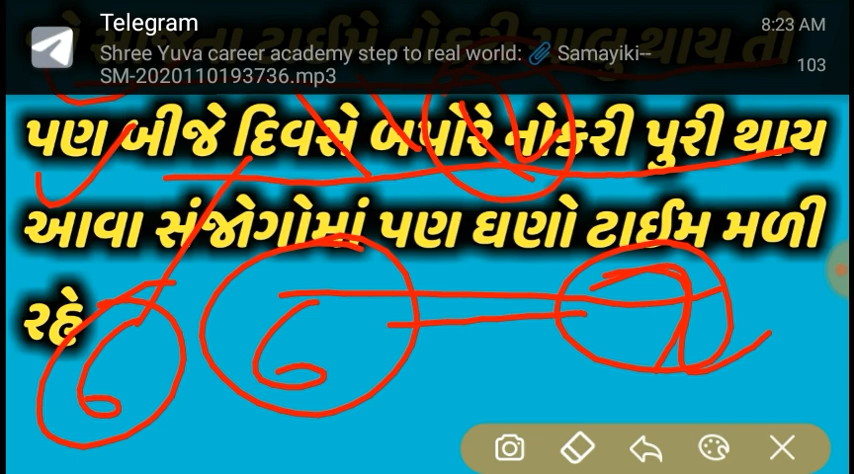 Telegram
8:23 AM
Shree Yuva career academy step to real world: 📎 Samayiki--
SM-2020110193736.mp3
103
પણ બીજે દિવસે બપોરે નોકરી પુરી થાય
આવા સંજોગોમાં પણ ઘણો ટાઈમ મળી
રહે